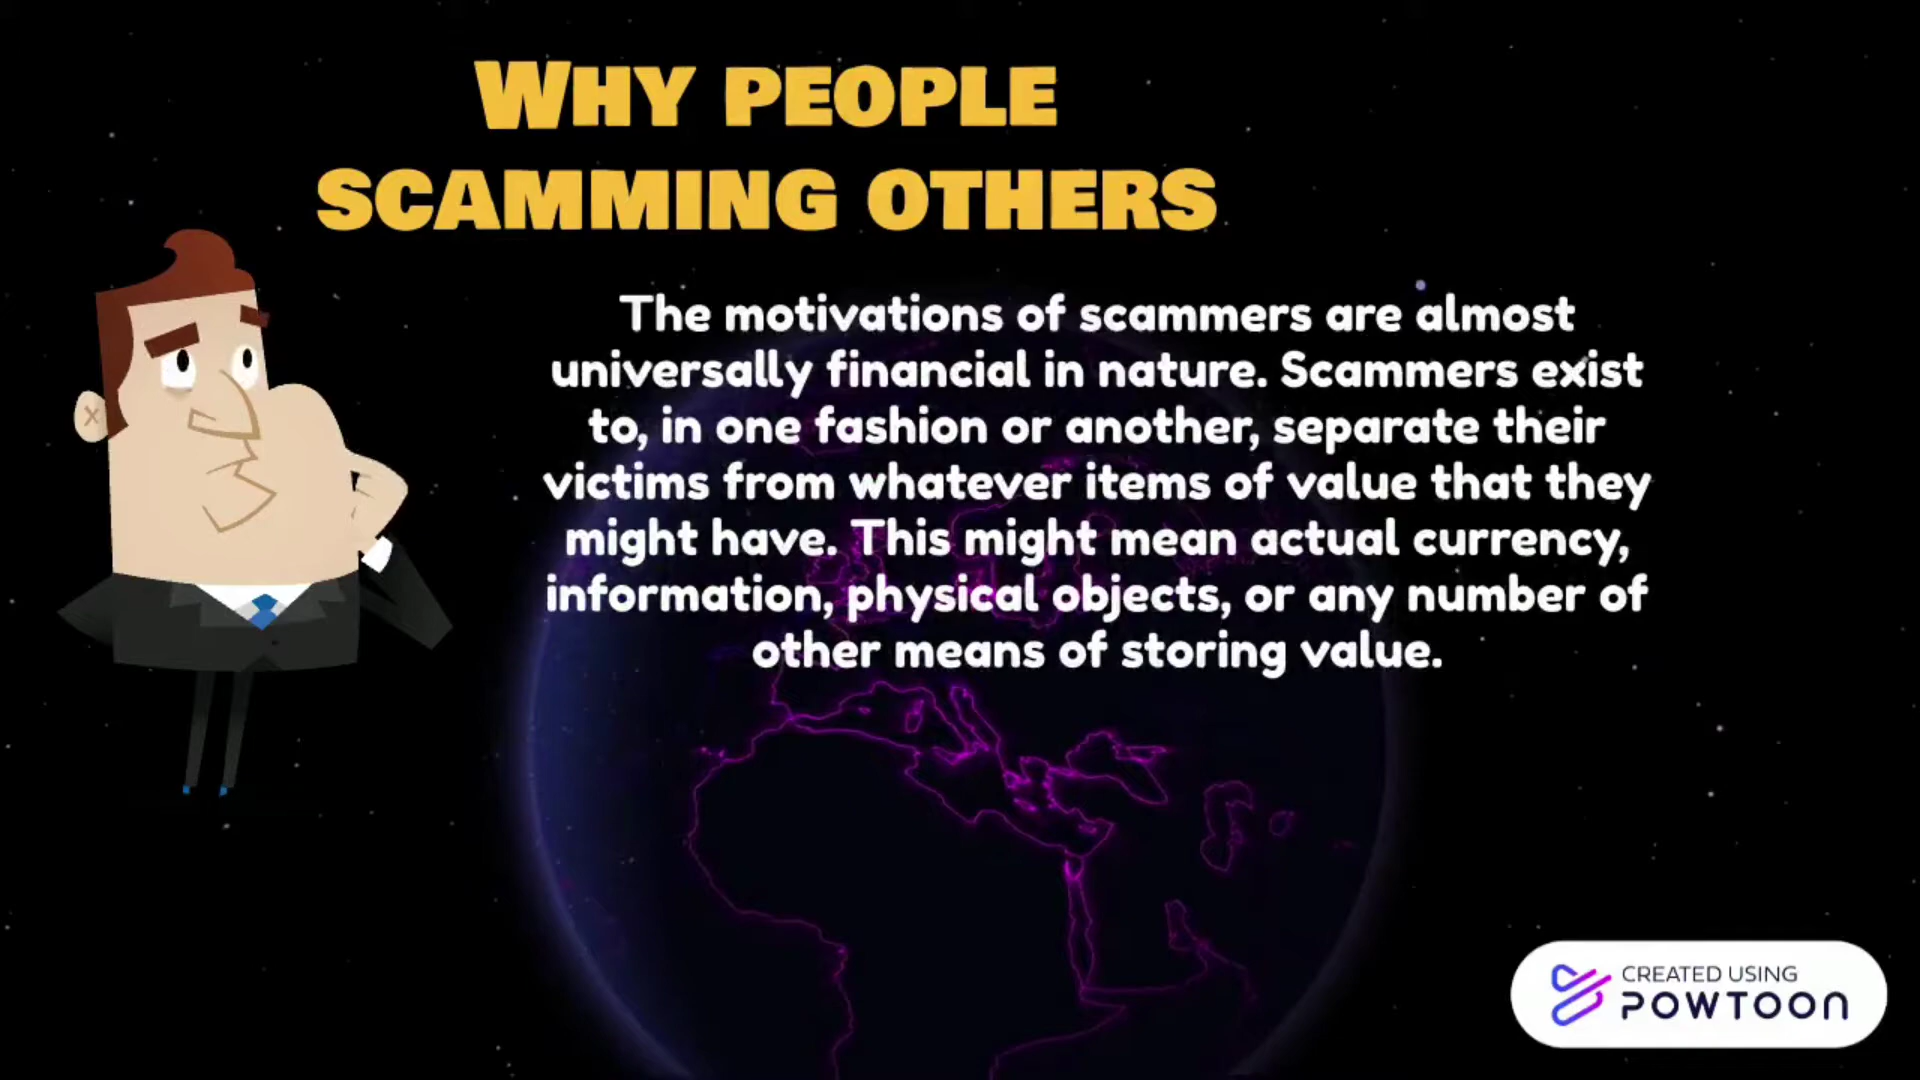 WHY PEOPLE
SCAMMING OTHERS
The motivations of scammers are almost
universally financial in nature. Scammers exist
to, in one fashion or another, separate their
victims from whatever items of value that they
might have. This might mean actual currency,
information, physical objects, or any number of
other means of storing value.
CREATED USING
POWTOON